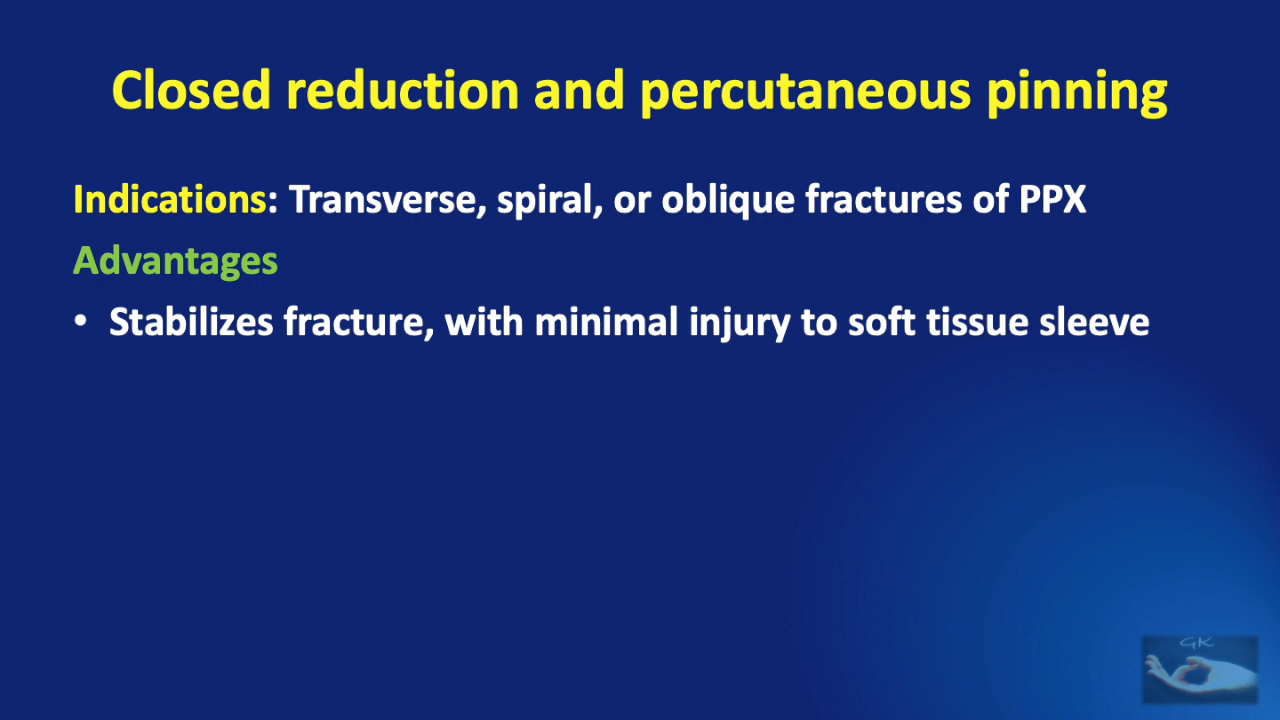 Closed reduction and percutaneous pinning
Indications: Transverse, spiral, or oblique fractures of PPX
Advantages
• Stabilizes fracture, with minimal injury to soft tissue sleeve
GK